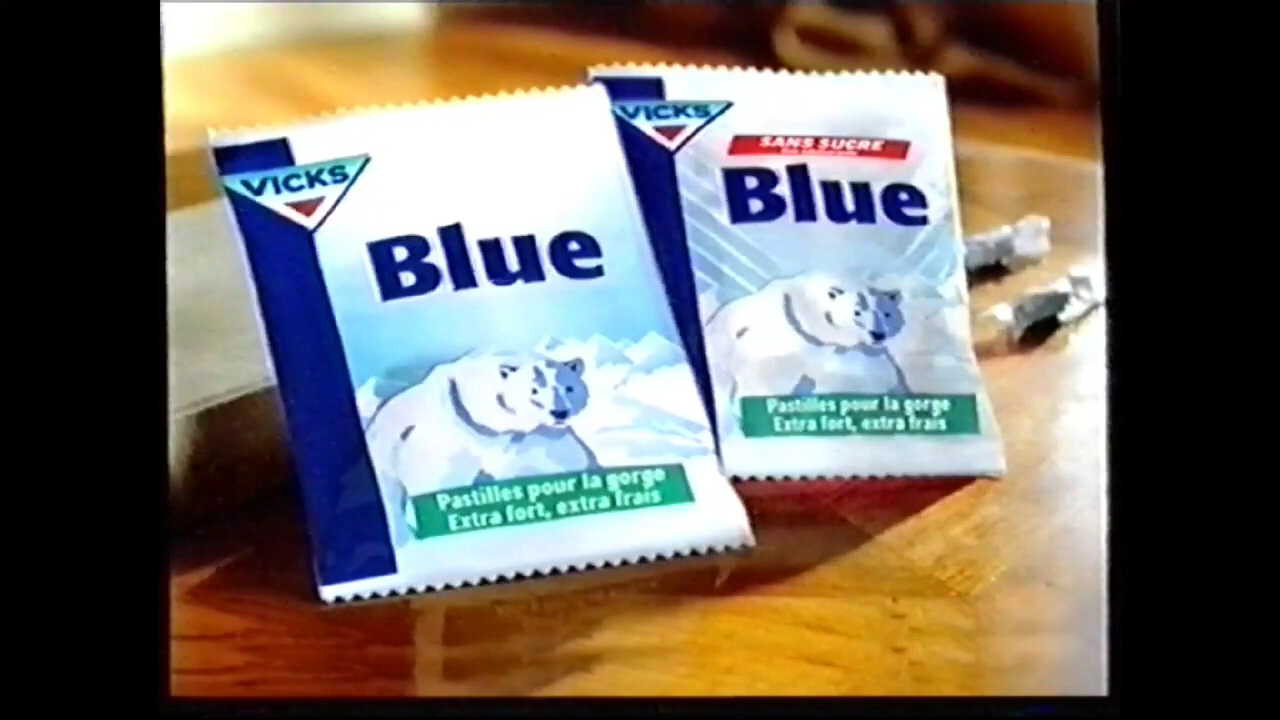 VICKS
Blue
Pastilles pour la gorge
Extra fort, extra frais
VICKS
SANS SUCRE
Blue
Pastilles pour la gorge
Extra fort, extra frais